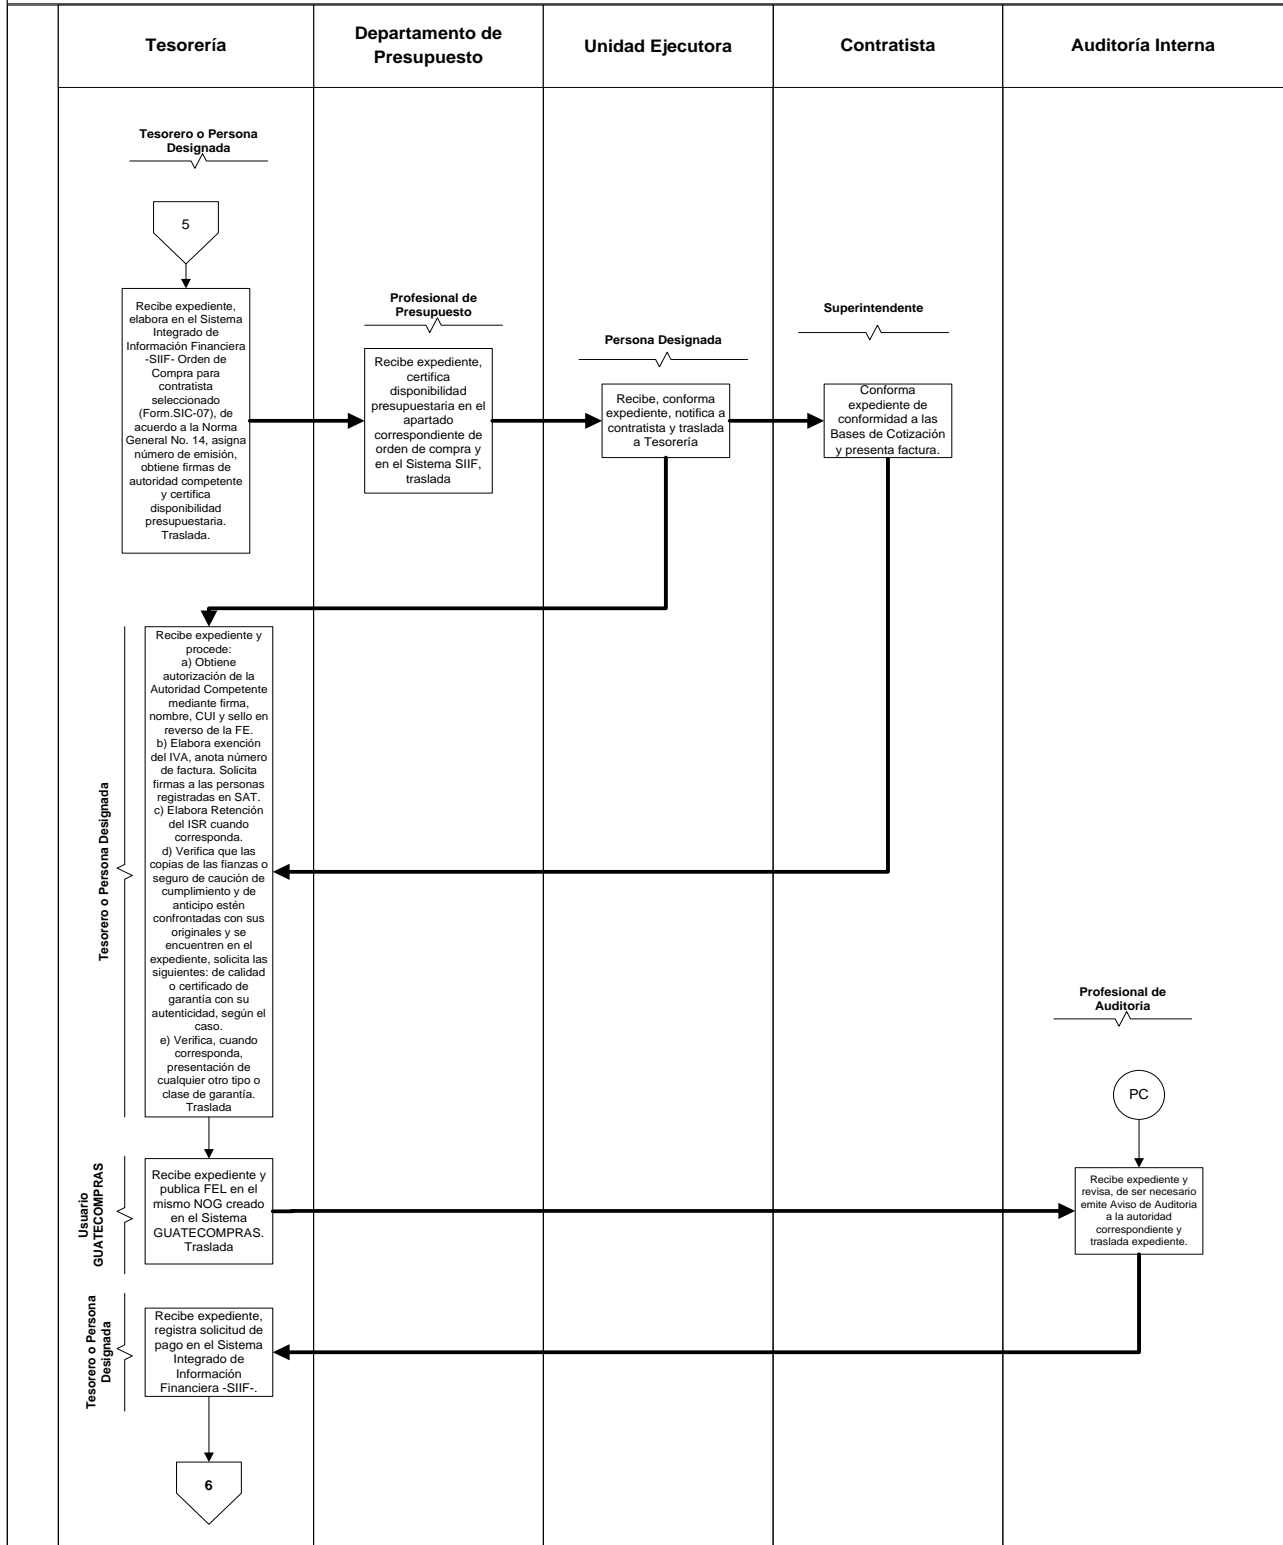 Tesorería
Departamento de
Presupuesto
Unidad Ejecutora
Contratista
Auditoría Interna
Tesorero o Persona
Designada
5
Recibe expediente,
elabora en el Sistema
Integrado de
Información Financiera
-SIIF- Orden de
Compra para
contratista
seleccionado
(Form.SIC-07), de
acuerdo a la Norma
General No. 14, asigna
número de emisión,
obtiene firmas de
autoridad competente
y certifica
disponibilidad
presupuestaria.
Traslada.
Profesional de
Presupuesto
Recibe expediente,
certifica
disponibilidad
presupuestaria en el
apartado
correspondiente de
orden de compra y
en el Sistema SIIF,
traslada
Persona Designada
Recibe, conforma
expediente, notifica a
contratista y traslada
a Tesorería
Superintendente
Conforma
expediente de
conformidad a las
Bases de Cotización
y presenta factura.
Tesorero o Persona Designada
Recibe expediente y
procede:
a) Obtiene
autorización de la
Autoridad Competente
mediante firma,
nombre, CUI y sello en
reverso de la FE.
b) Elabora exención
del IVA, anota número
de factura. Solicita
firmas a las personas
registradas en SAT.
c) Elabora Retención
del ISR cuando
corresponda.
d) Verifica que las
copias de las fianzas o
seguro de caución de
cumplimiento y de
anticipo estén
confrontadas con sus
originales y se
encuentren en el
expediente, solicita las
siguientes: de calidad
o certificado de
garantía con su
autenticidad, según el
caso.
e) Verifica, cuando
corresponda,
presentación de
cualquier otro tipo o
clase de garantía.
Traslada
Profesional de
Auditoria
PC
Usuario
GUATECOMPRAS
Recibe expediente y
publica FEL en el
mismo NOG creado
en el Sistema
GUATECOMPRAS.
Traslada
Recibe expediente y
revisa, de ser necesario
emite Aviso de Auditoria
a la autoridad
correspondiente y
traslada expediente.
Tesorero o Persona
Designada
Recibe expediente,
registra solicitud de
pago en el Sistema
Integrado de
Información
Financiera -SIIF-.
6